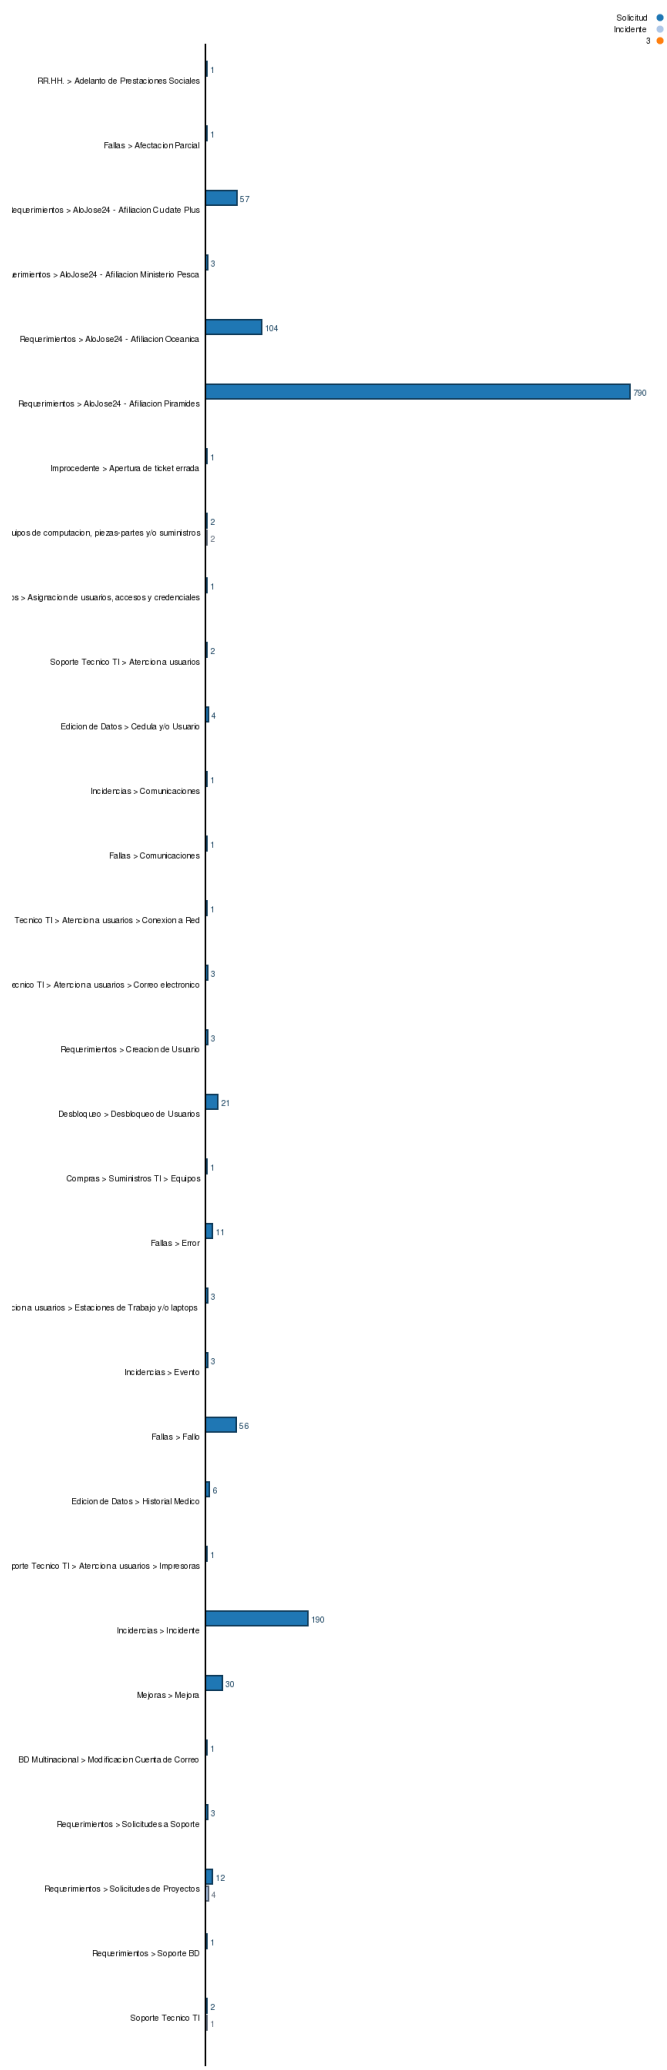 Solicitud
Incidente
3
RR.HH. > Adelanto de Prestaciones Sociales
1
Fallas > Afectacion Parcial
1
equerimientos > AloJose24 - Afiliacion Cudate Plus
57
erimientos > AloJose24 - Afiliacion Ministerio Pesca
3
Requerimientos > AloJose24 - Afiliacion Oceanica
104
Requerimientos > AloJose24 - Afiliacion Piramides
790
Improcedente > Apertura de ticket errada
1
uipos de computacion, piezas-partes y/o suministros
2
2
os > Asignacion de usuarios, accesos y credenciales
1
Soporte Tecnico TI > Atencion a usuarios
2
Edicion de Datos > Cedula y/o Usuario
4
Incidencias > Comunicaciones
1
Fallas > Comunicaciones
1
Tecnico TI > Atencion a usuarios > Conexion a Red
1
ecnico TI > Atencion a usuarios > Correo electronico
3
Requerimientos > Creacion de Usuario
3
Desbloqueo > Desbloqueo de Usuarios
21
Compras > Suministros TI > Equipos
1
Fallas > Error
11
cion a usuarios > Estaciones de Trabajo y/o laptops
3
Incidencias > Evento
3
Fallas > Fallo
56
Edicion de Datos > Historial Medico
6
porte Tecnico TI > Atencion a usuarios > Impresoras
1
Incidencias > Incidente
190
Mejoras > Mejora
30
BD Multinacional > Modificacion Cuenta de Correo
1
Requerimientos > Solicitudes a Soporte
3
Requerimientos > Solicitudes de Proyectos
12
4
Requerimientos > Soporte BD
1
Soporte Tecnico TI
2
1